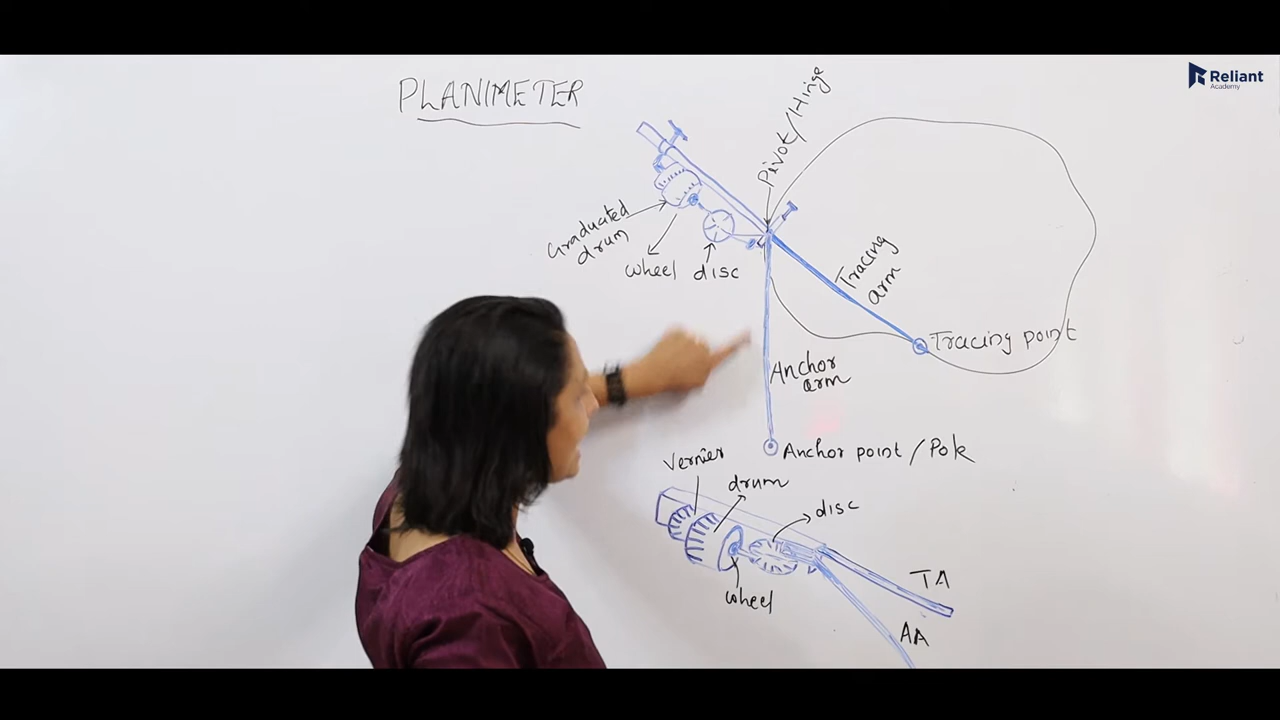 PLANIMETER
Reliant
Academy
Pivot/Hinge
Graduated
drum
wheel
disc
Tracing
arm
Tracing point
Anchor
arm
Anchor point / Pole
Vernier
drum
disc
wheel
TA
AA